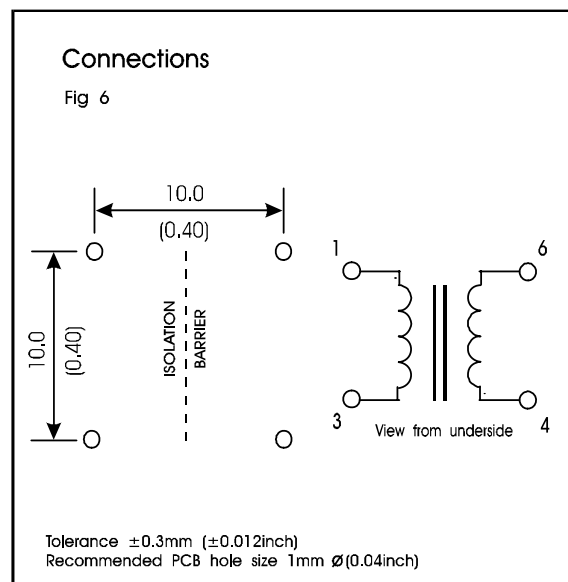 Connections
Fig 6
10.0
(0.40)
10.0
(0.40)
ISOLATION
BARRIER
1
6
3
4
View from underside
Tolerance ±0.3mm (±0.012inch)
Recommended PCB hole size 1mm Ø(0.04inch)